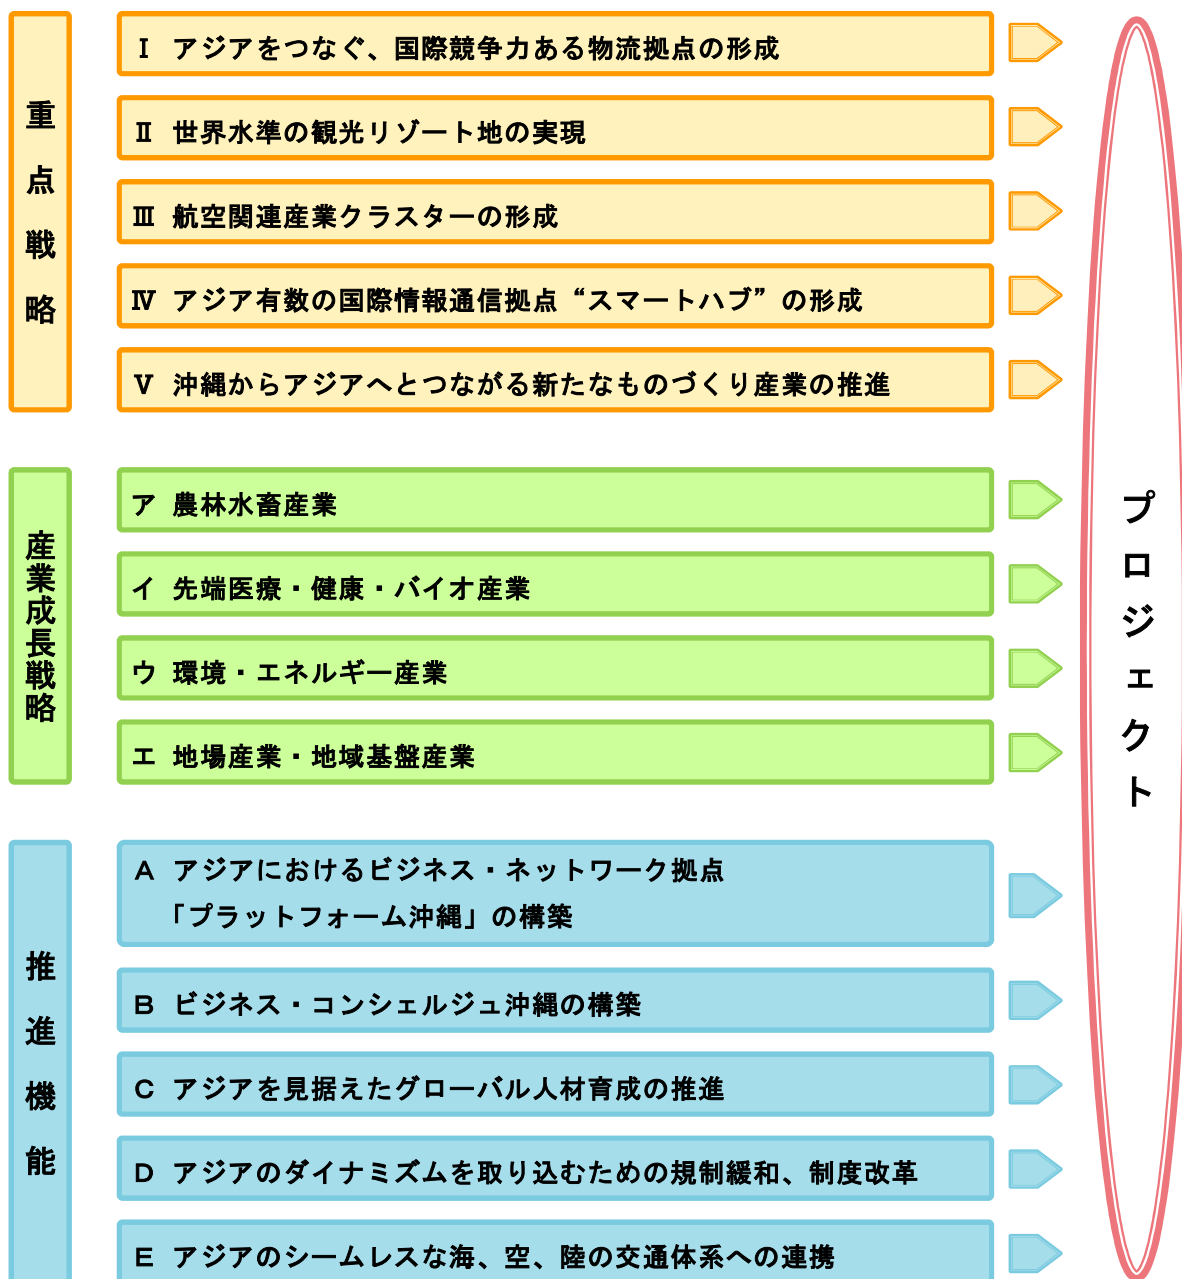 重点戦略
Ⅰ アジアをつなぐ、国際競争力ある物流拠点の形成
Ⅱ 世界水準の観光リゾート地の実現
Ⅲ 航空関連産業クラスターの形成
Ⅳ アジア有数の国際情報通信拠点“スマートハブ”の形成
Ⅴ 沖縄からアジアへとつながる新たなものづくり産業の推進
産業成長戦略
ア 農林水畜産業
イ 先端医療・健康・バイオ産業
ウ 環境・エネルギー産業
エ 地場産業・地域基盤産業
推進機能
A アジアにおけるビジネス・ネットワーク拠点
「プラットフォーム沖縄」の構築
B ビジネス・コンシェルジュ沖縄の構築
C アジアを見据えたグローバル人材育成の推進
D アジアのダイナミズムを取り込むための規制緩和、制度改革
E アジアのシームレスな海、空、陸の交通体系への連携
プロジェクト